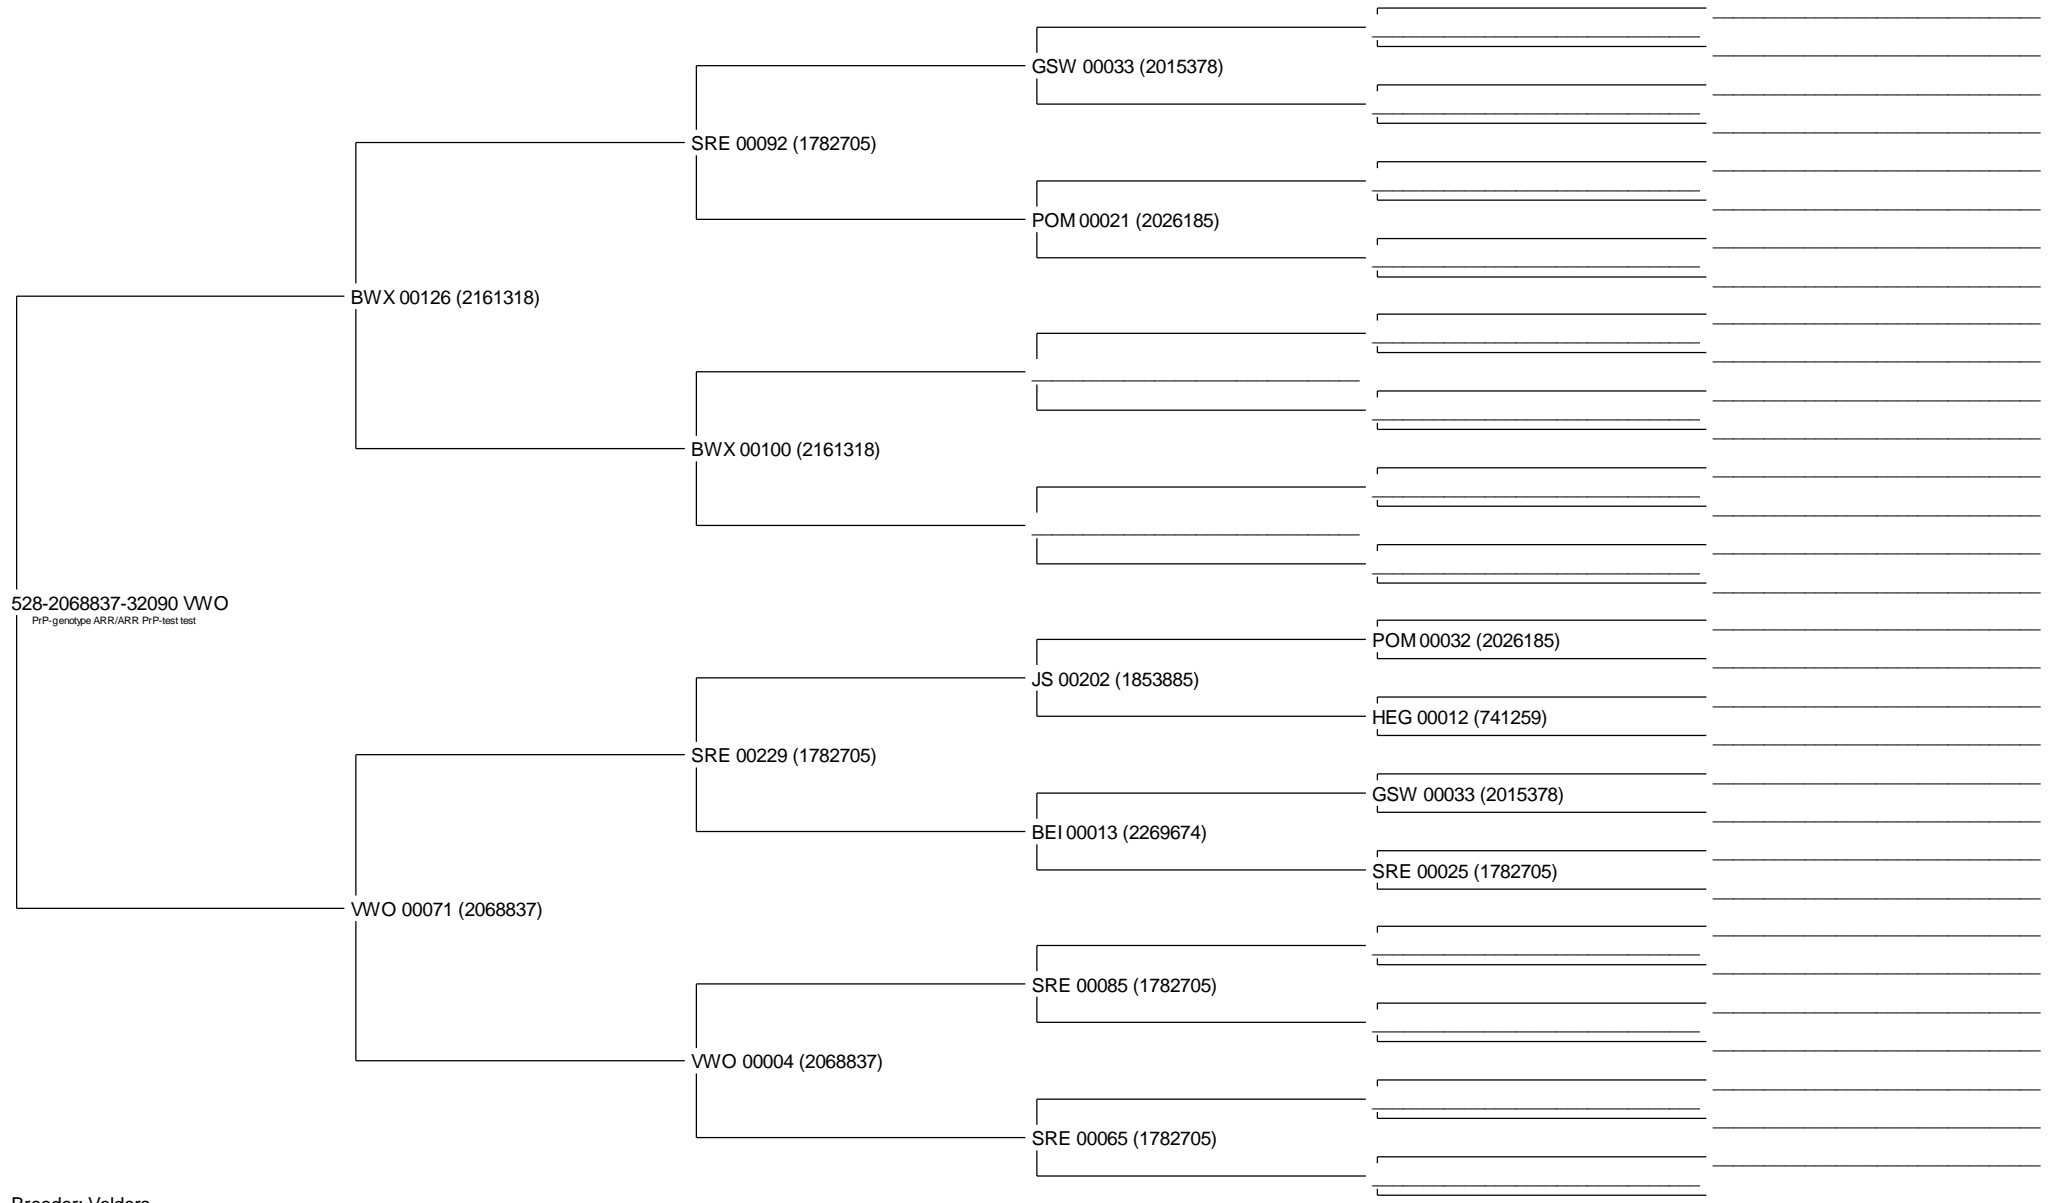 GSW 00033 (2015378)
SRE 00092 (1782705)
POM 00021 (2026185)
BWX 00126 (2161318)
BWX 00100 (2161318)
528-2068837-32090 VWO
PrP-genotype ARR/ARR PrP-test test
POM 00032 (2026185)
JS 00202 (1853885)
HEG 00012 (741259)
SRE 00229 (1782705)
GSW 00033 (2015378)
BEI 00013 (2269674)
SRE 00025 (1782705)
VWO 00071 (2068837)
SRE 00085 (1782705)
VWO 00004 (2068837)
SRE 00065 (1782705)
Breeder: Velders